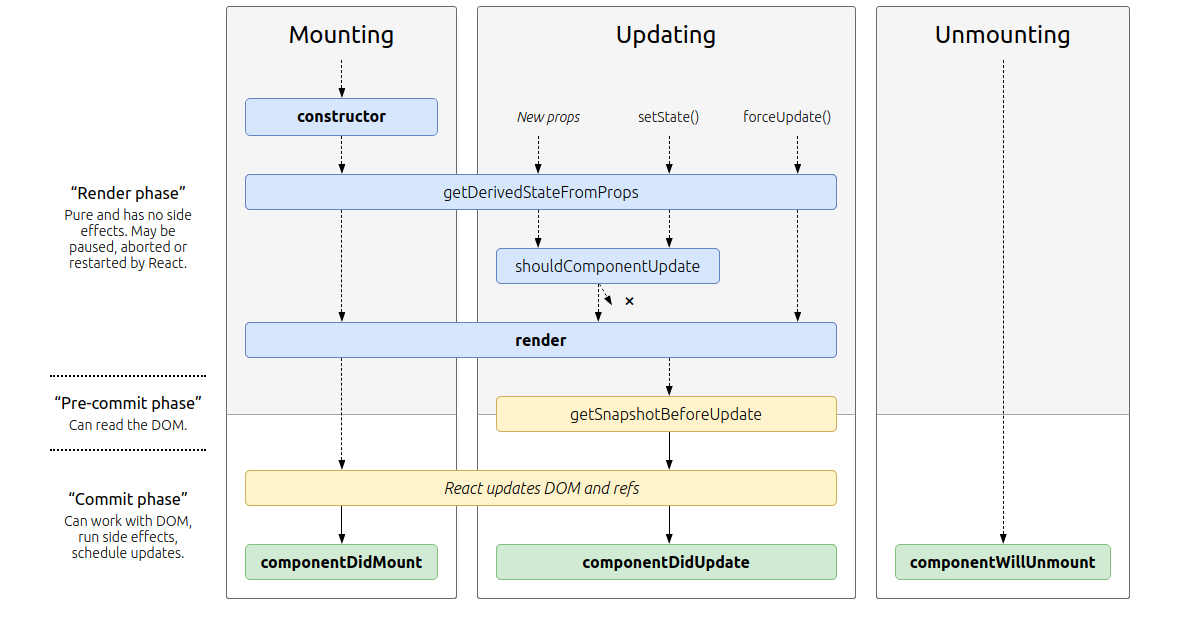 Mounting
Updating
Unmounting
constructor
New props
setState()
forceUpdate()
“Render phase”
Pure and has no side
effects. May be
paused, aborted or
restarted by React.
getDerivedStateFromProps
shouldComponentUpdate
×
render
“Pre-commit phase”
Can read the DOM.
getSnapshotBeforeUpdate
“Commit phase”
Can work with DOM,
run side effects,
schedule updates.
React updates DOM and refs
componentDidMount
componentDidUpdate
componentWillUnmount